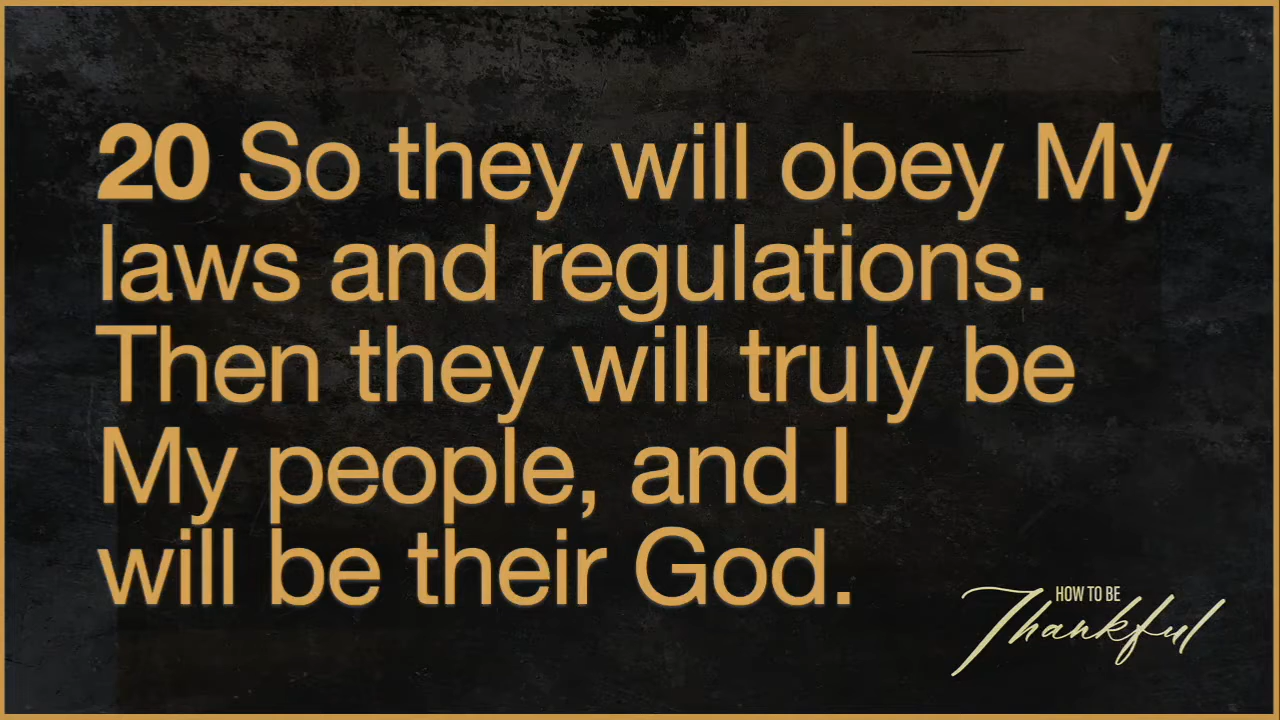 20 So they will obey My
laws and regulations.
Then they will truly be
My people, and I
will be their God.
HOW TO BE
Thankful